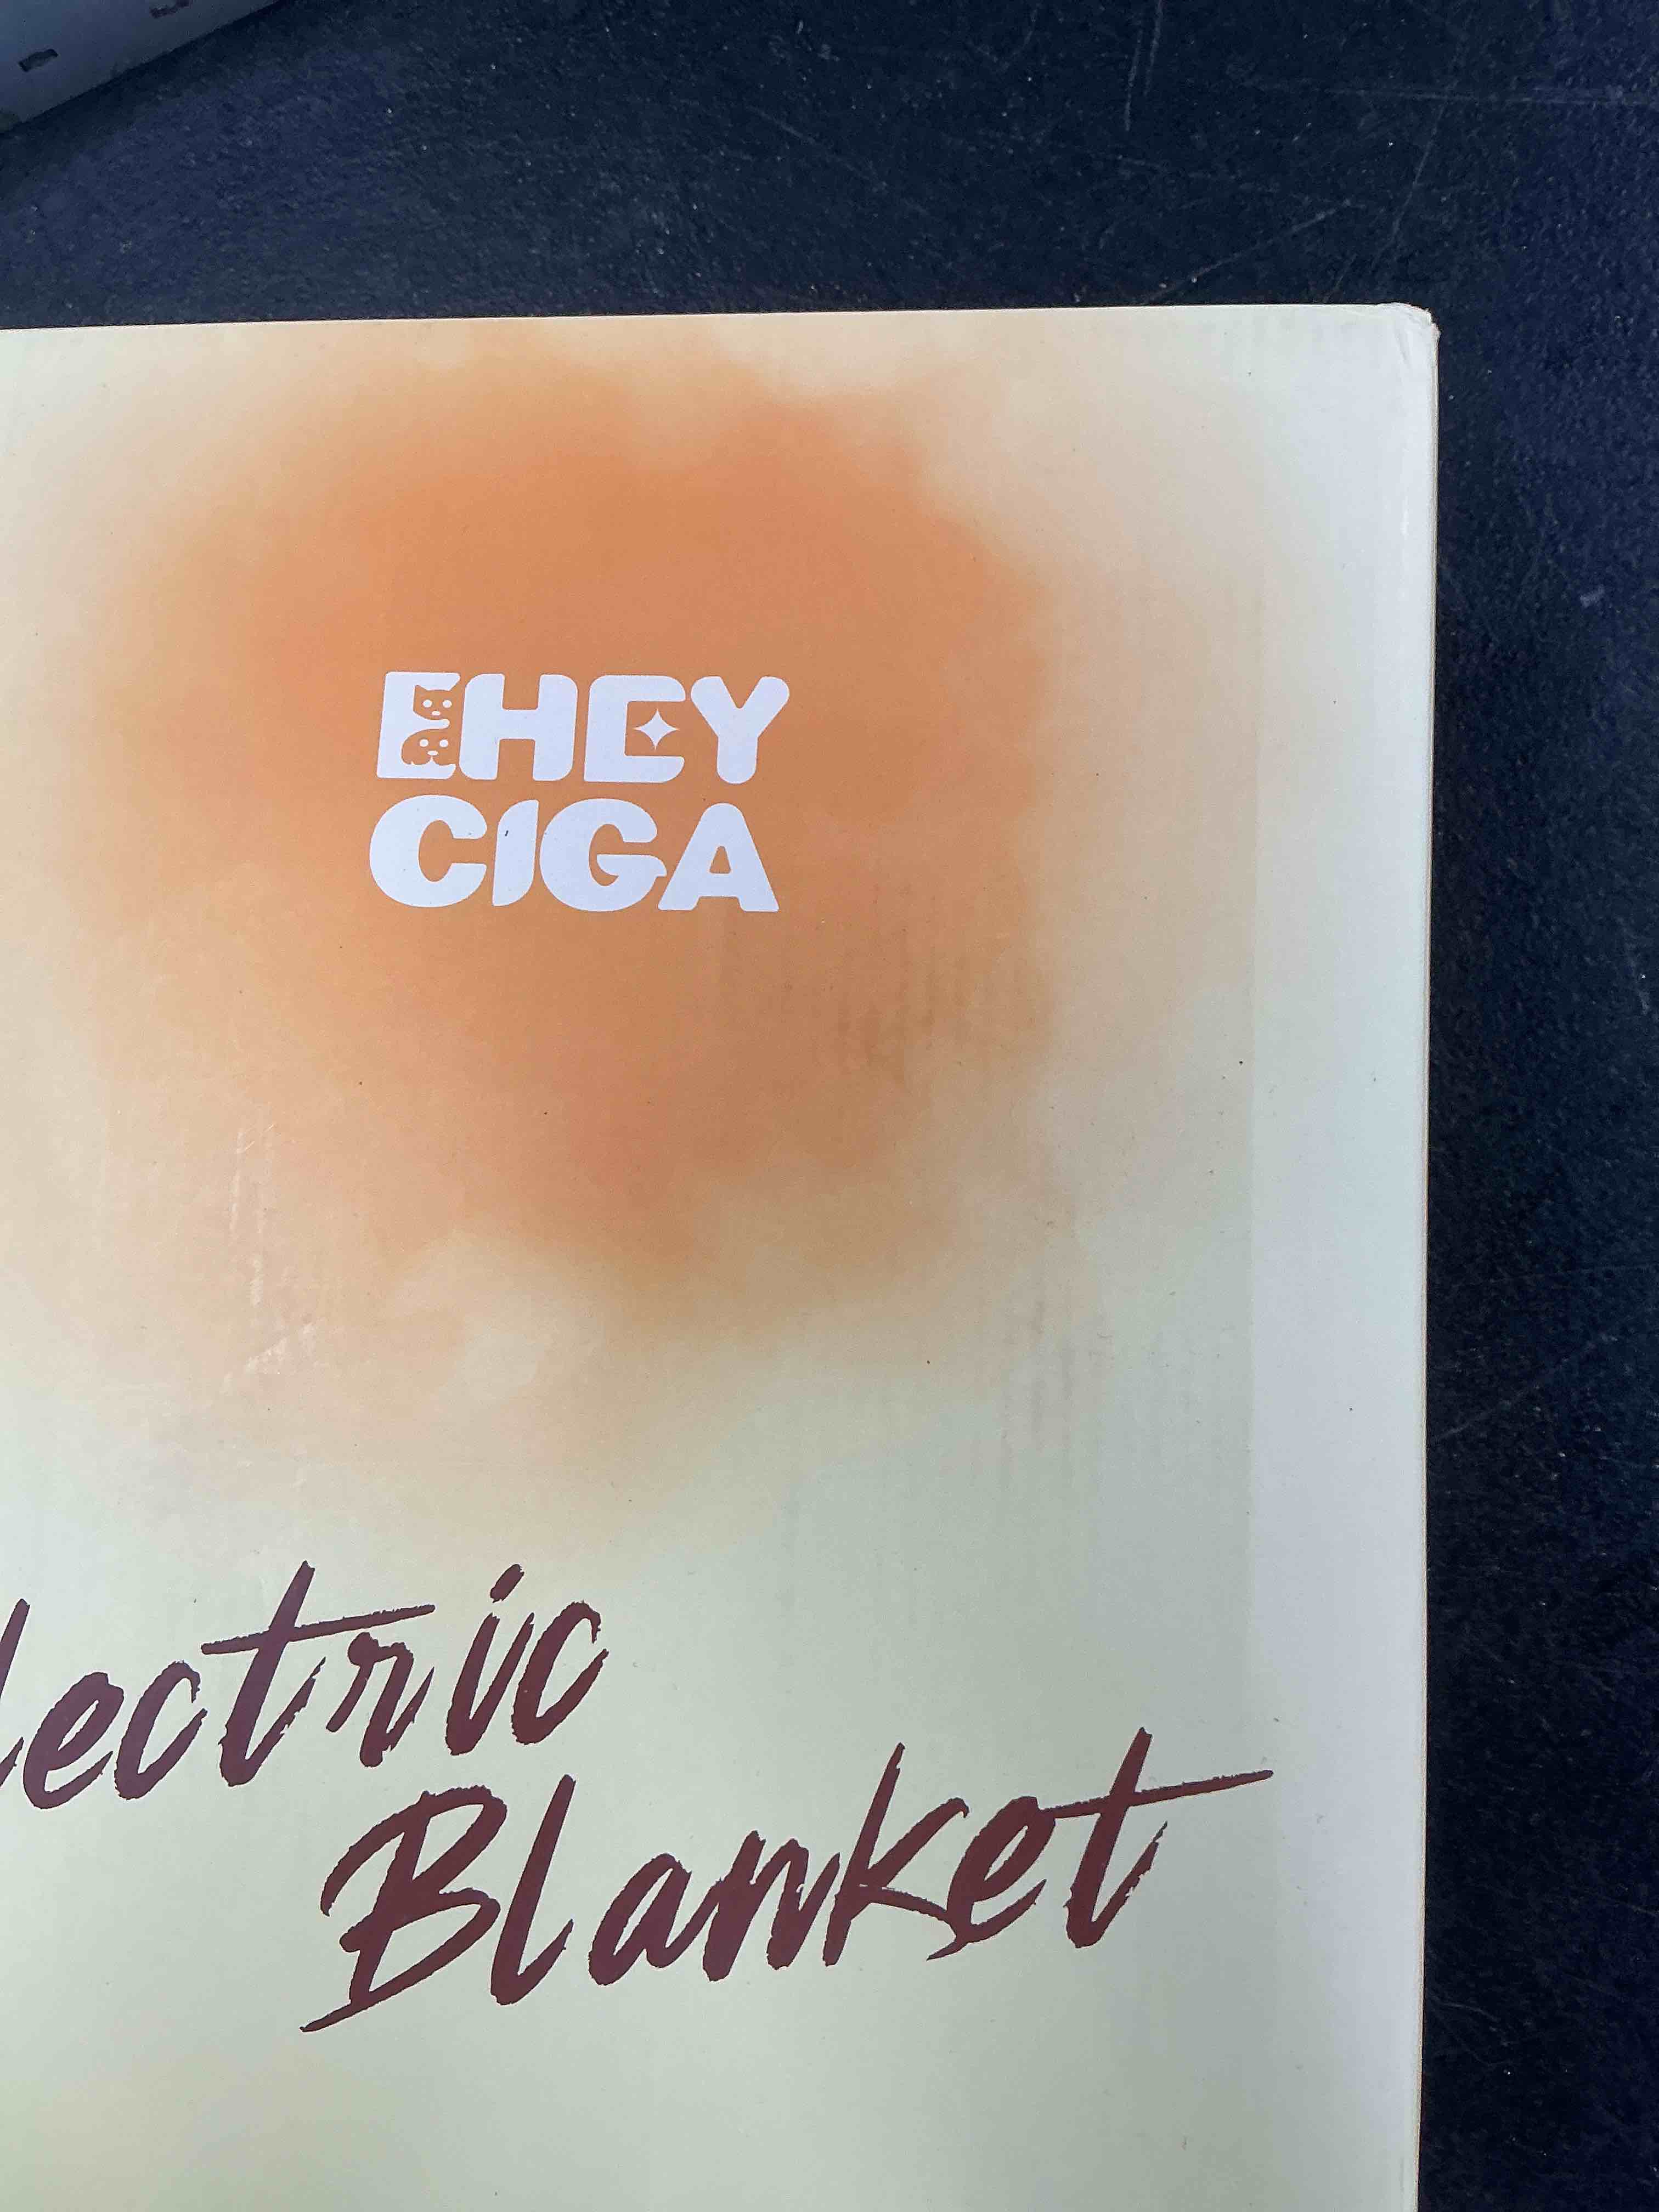 EHEY
CIGA
lectric
Blanket